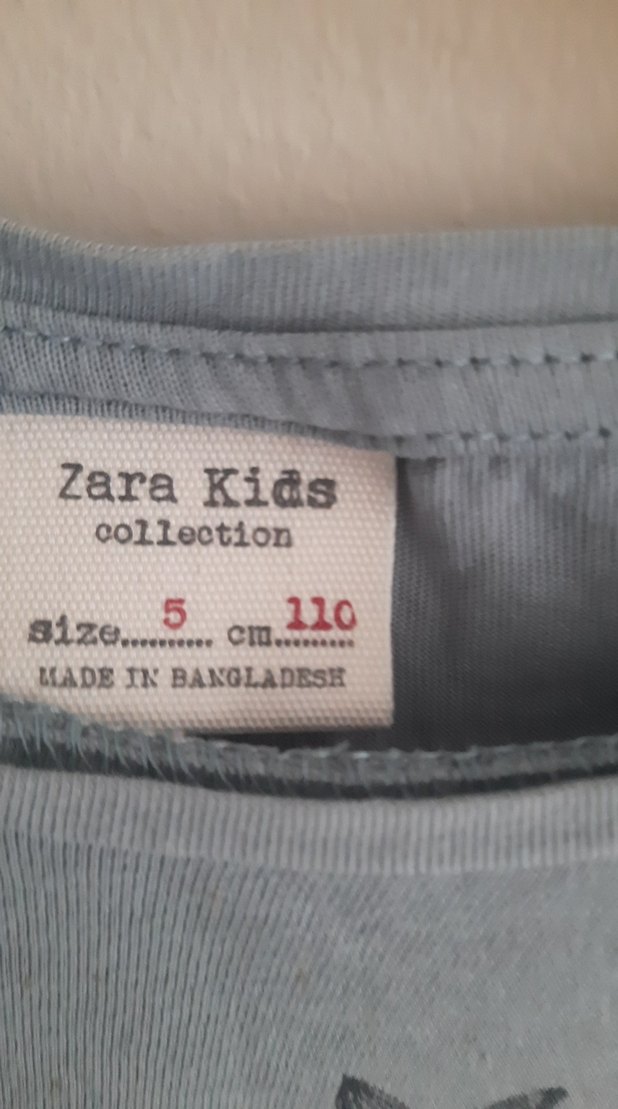 Zara Kids
collection
size.......... 5 cm.......... 110
MADE IN BANGLADESH